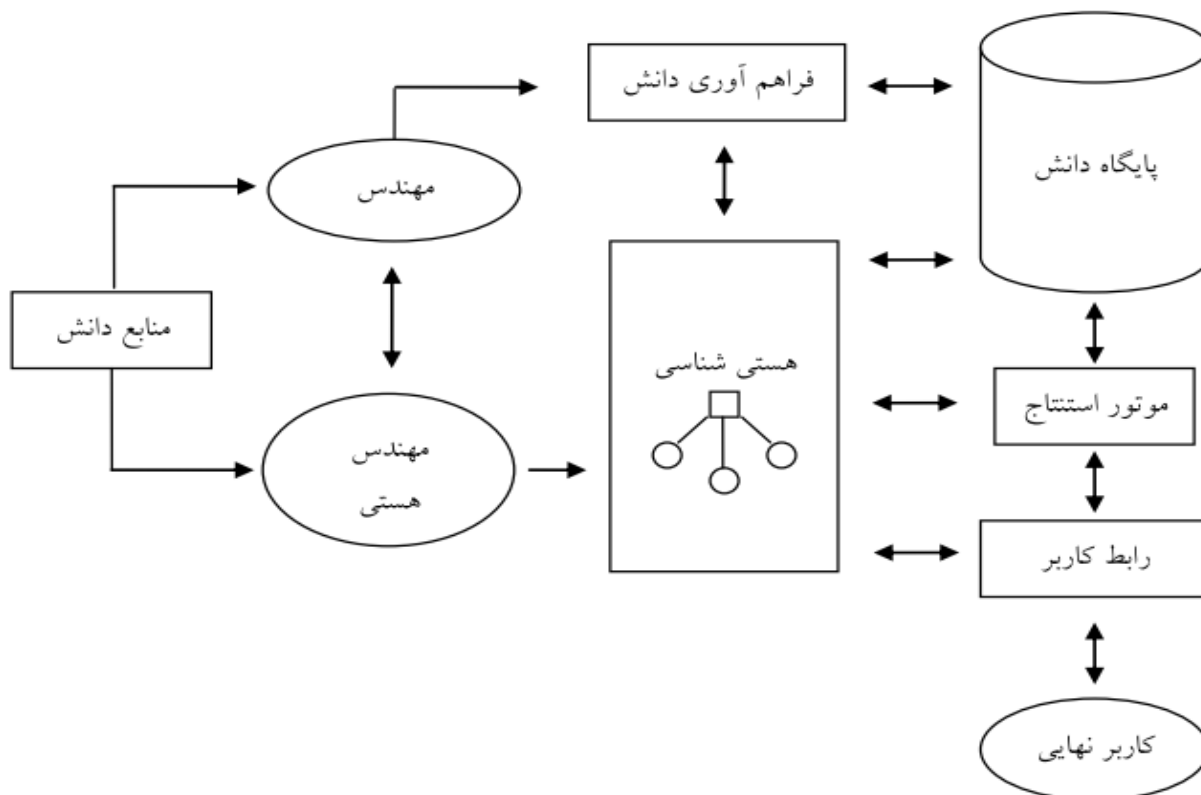 فراهم آوری دانش
پایگاه دانش
مهندس
منابع دانش
هستی شناسی
موتور استنتاج
مهندس
هستی
رابط کاربر
کاربر نهایی